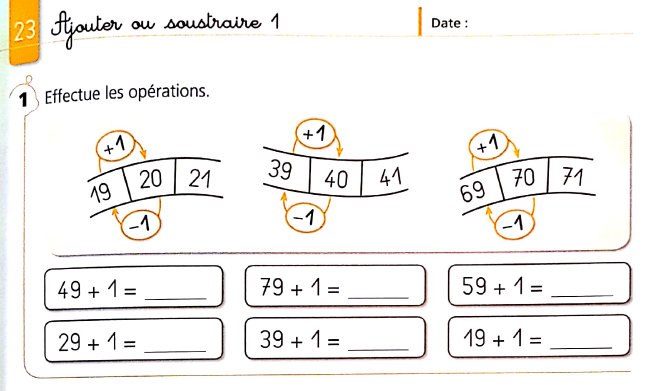 23 Ajouter ou soustraire 1 Date :
1 Effectue les opérations.
+1 +1 +1
19 20 21 39 40 41 69 70 71
-1 -1 -1
49 + 1 = ______ 79 + 1 = ______ 59 + 1 = ______
29 + 1 = ______ 39 + 1 = ______ 19 + 1 = ______